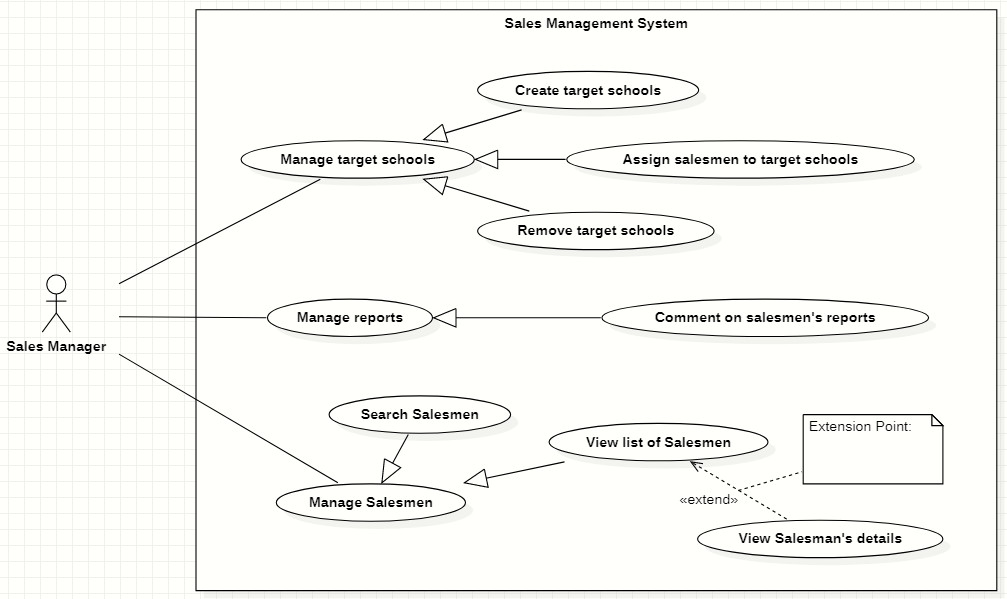 Sales Management System
Create target schools
Manage target schools
Assign salesmen to target schools
Remove target schools
Manage reports
Comment on salesmen's reports
Sales Manager
Search Salesmen
View list of Salesmen
Extension Point:
Manage Salesmen
«extend»
View Salesman's details